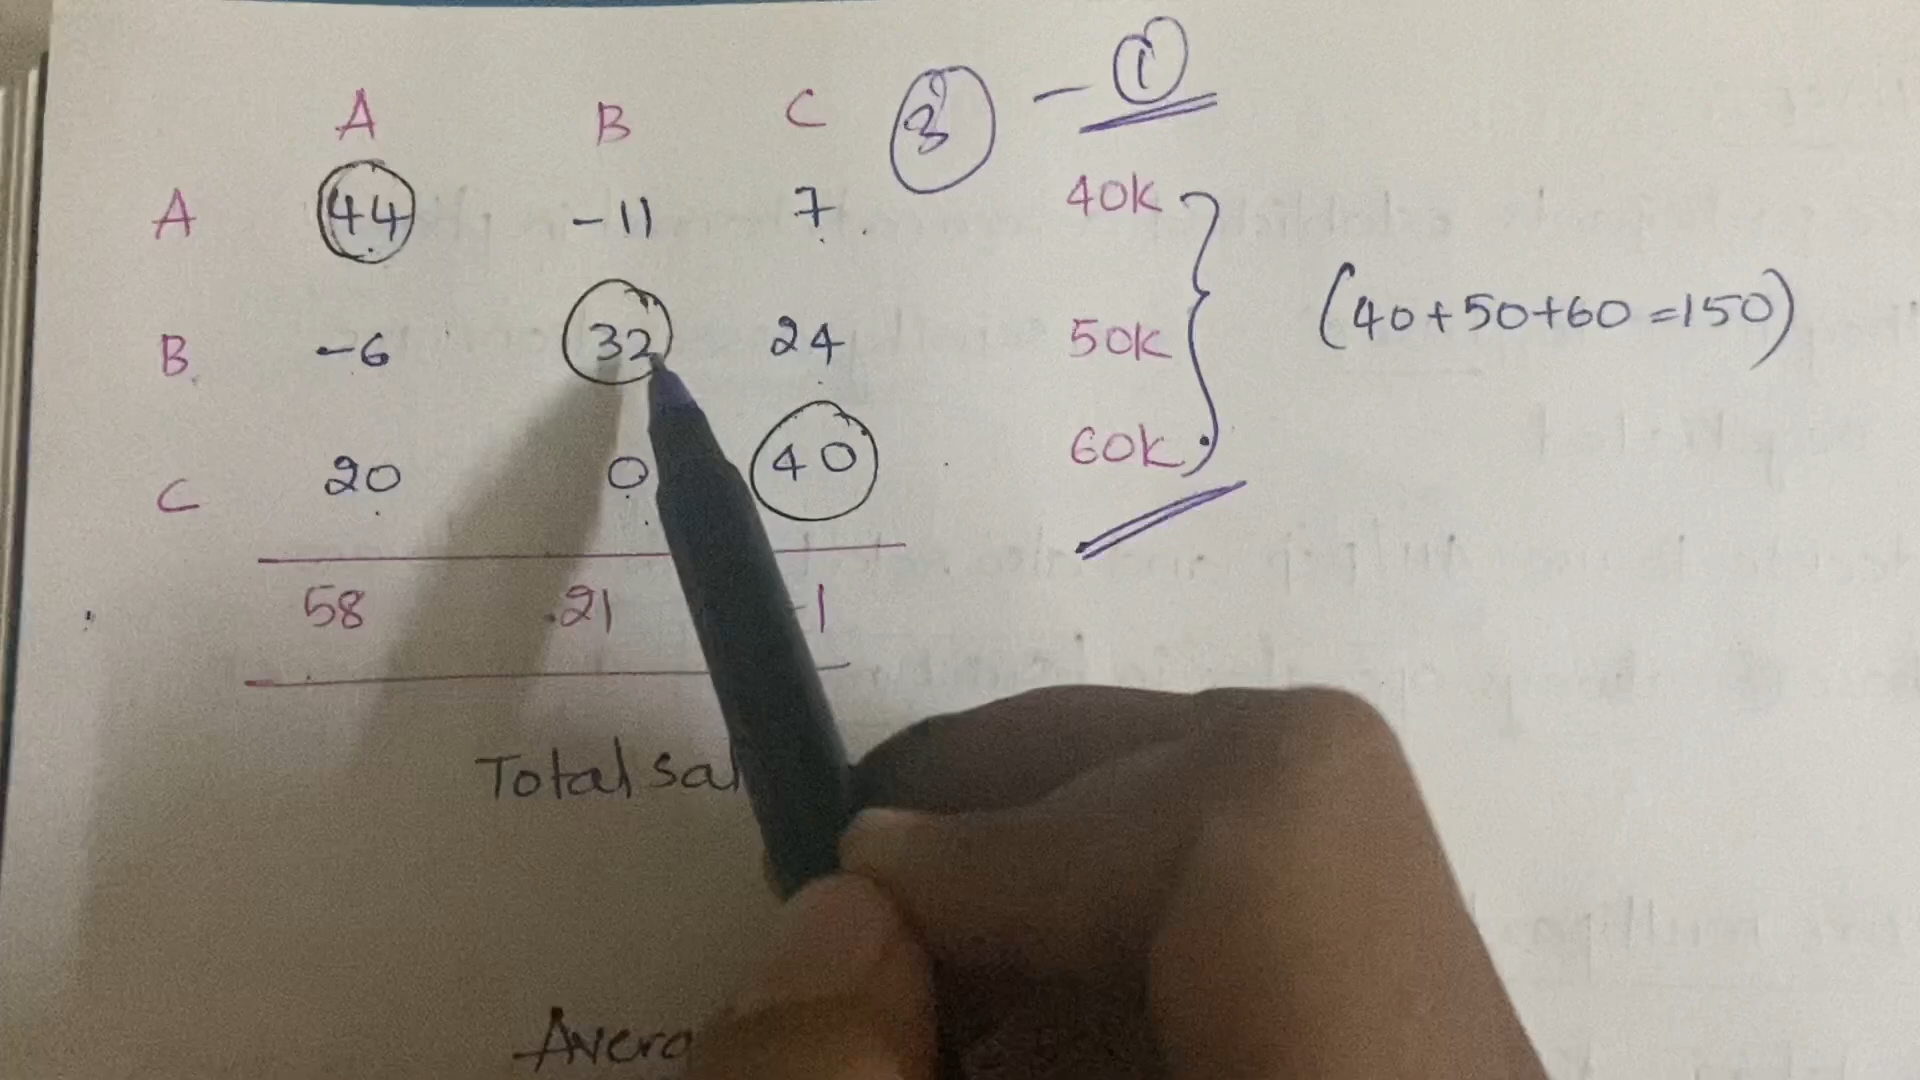 A B C 3 - 1
A 44 -11 7 40k
B -6 32 24 50k (40+50+60=150)
C 20 0 40 60k
58 21 1
Total